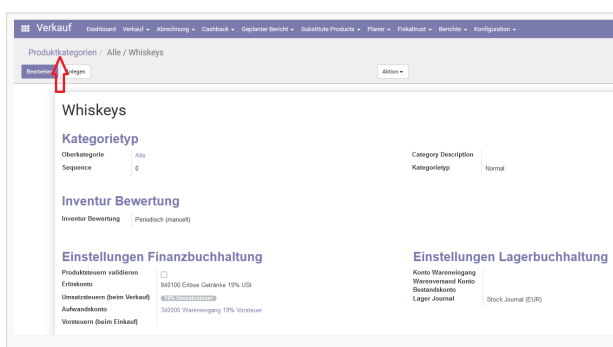 Verkauf Dashboard Verkauf Abrechnung Cashback Geplanter Bericht Substitute Products Planer Fiskaltrust Berichte Konfiguration
Produktkategorien / Alle / Whiskeys
Bearbeiten Anlegen Aktion
Whiskeys
Kategorietyp
Oberkategorie Alle Category Description
Sequence 0 Kategorietyp Normal
Inventur Bewertung
Inventur Bewertung Periodisch (manuell)
Einstellungen Finanzbuchhaltung Einstellungen Lagerbuchhaltung
Produktsteuern validieren Konto Wareneingang
Erlöskonto 840100 Erlöse Getränke 19% USt Warenversand Konto
Bestandskonto
Umsatzsteuern (beim Verkauf) 19% Umsatzsteuer Lager Journal Stock Journal (EUR)
Aufwandskonto 340000 Wareneingang 19% Vorsteuer
Vorsteuern (beim Einkauf)